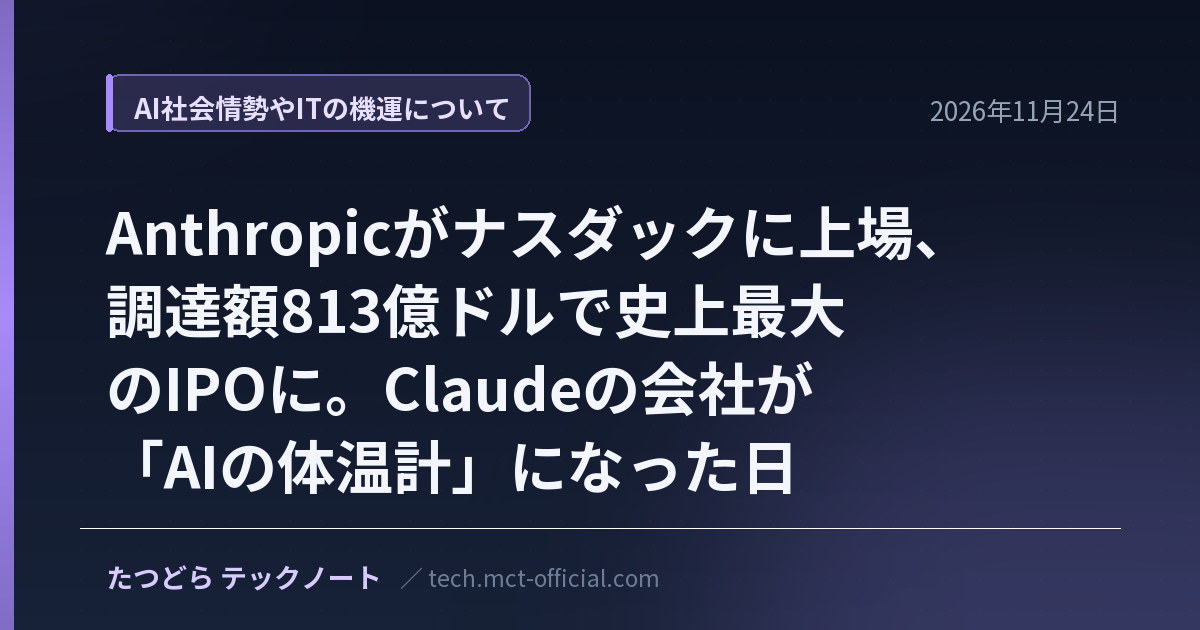 AI社会情勢やITの機運について
2026年11月24日
Anthropicがナスダックに上場、
調達額813億ドルで史上最大
のIPOに。Claudeの会社が
「AIの体温計」になった日
たつどら テックノート ／ tech.mct-official.com